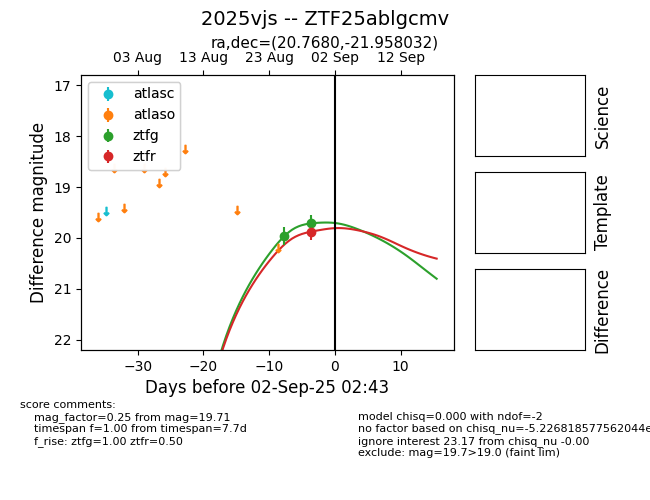 2025vjs -- ZTF25ablgcmv
ra,dec=(20.7680,-21.958032)
03 Aug 13 Aug 23 Aug 02 Sep 12 Sep
atlasc
atlaso
ztfg
ztfr
Difference magnitude
17
18
19
20
21
22
−30 −20 −10 0 10
Days before 02-Sep-25 02:43
Science
Template
Difference
score comments:
mag_factor=0.25 from mag=19.71
timespan f=1.00 from timespan=7.7d
f_rise: ztfg=1.00 ztfr=0.50
model chisq=0.000 with ndof=-2
no factor based on chisq_nu=-5.226818577562044e
ignore interest 23.17 from chisq_nu -0.00
exclude: mag=19.7>19.0 (faint lim)